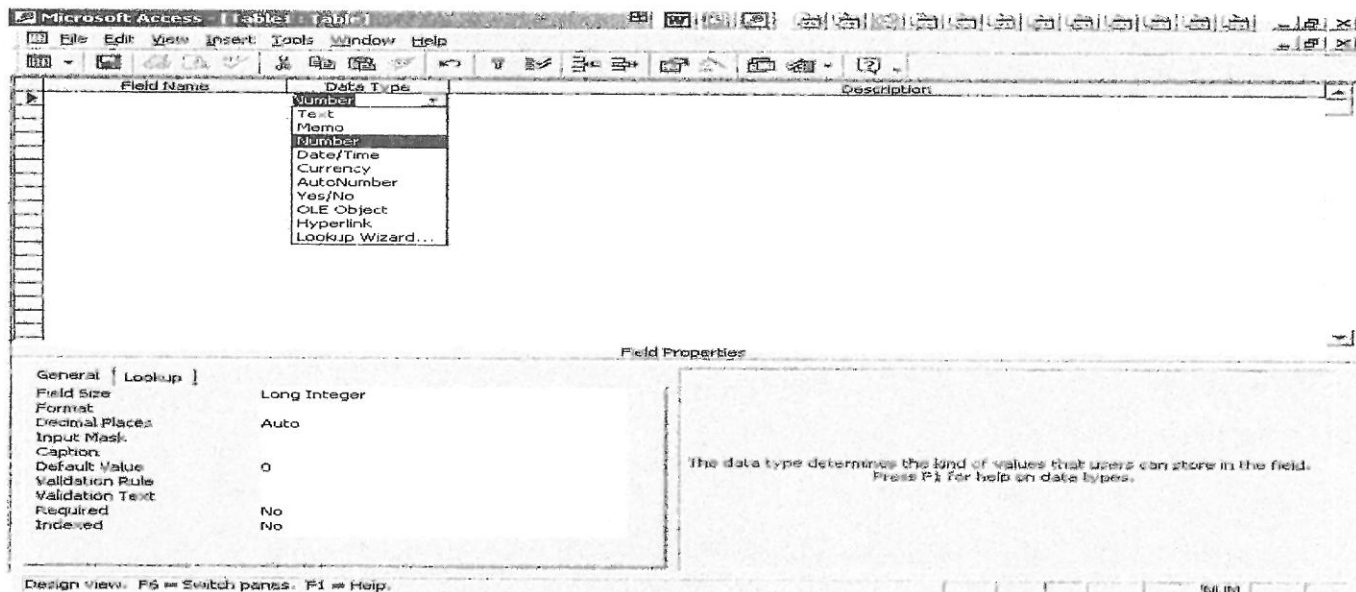 Microsoft Access - [Table1 : Table]
File Edit View Insert Tools Window Help
Field Name Data Type Description
Number
Text
Memo
Number
Date/Time
Currency
AutoNumber
Yes/No
OLE Object
Hyperlink
Lookup Wizard...
Field Properties
General Lookup
Field Size Long Integer
Format
Decimal Places Auto
Input Mask
Caption
Default Value 0
Validation Rule
Validation Text
Required No
Indexed No
The data type determines the kind of values that users can store in the field.
Press F1 for help on data types.
Design view. F6 = Switch panes. F1 = Help. NUM